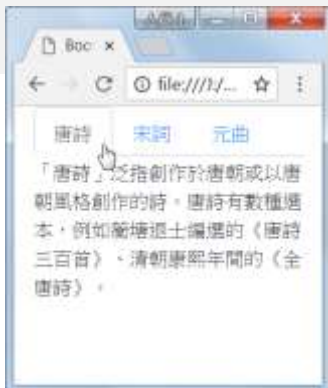 Boo
file:///I:/...
唐詩 宋詞 元曲
「唐詩」泛指創作於唐朝或以唐
朝風格創作的詩。唐詩有數種選
本，例如蘅塘退士編選的《唐詩
三百首》、清朝康熙年間的《全
唐詩》。